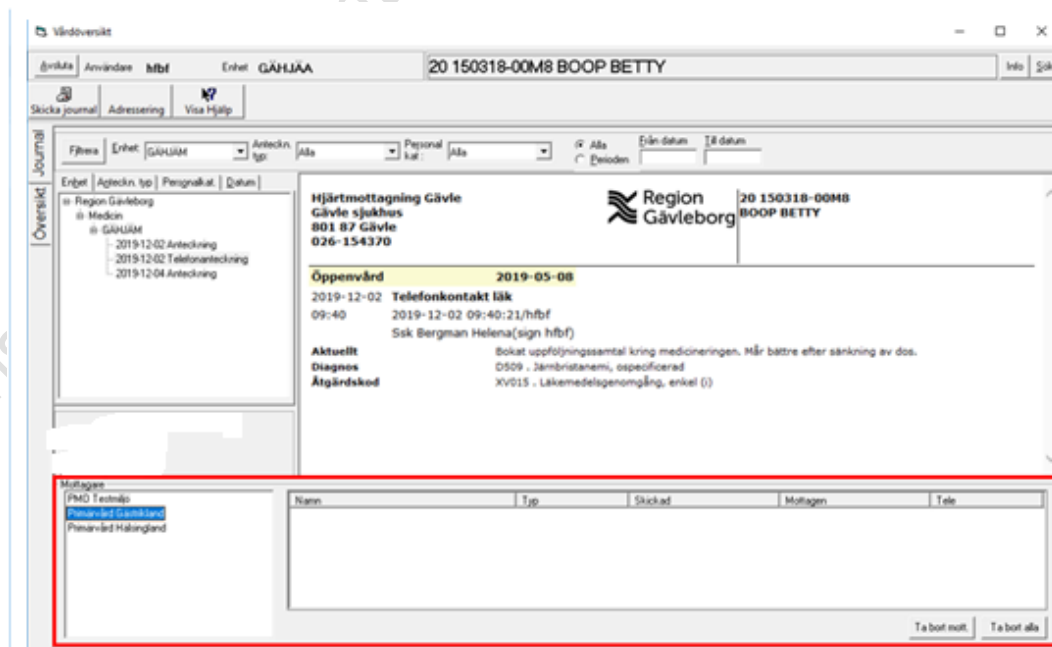 Vårdöversikt
Avsluta Användare hfbf Enhet GÄHJÄA 20 150318-00M8 BOOP BETTY Info Sök
Skicka journal Adressering Visa Hjälp
Journal
Översikt
Filtrera Enhet: GÄHJÄM Anteckn. typ: Alla Personal kat: Alla Alla Perioden Från datum Till datum
Enhet Anteckn. typ Personalkat. Datum
Region Gävleborg
Medicin
GÄHJÄM
2019-12-02 Anteckning
2019-12-02 Telefonanteckning
2019-12-04 Anteckning
Hjärtmottagning Gävle
Gävle sjukhus
801 87 Gävle
026-154370
Region
Gävleborg
20 150318-00M8
BOOP BETTY
Öppenvård 2019-05-08
2019-12-02 Telefonkontakt läk
09:40 2019-12-02 09:40:21/hfbf
Ssk Bergman Helena(sign hfbf)
Aktuellt Bokat uppföljningssamtal kring medicineringen. Mår bättre efter sänkning av dos.
Diagnos D509 . Järnbristanemi, ospecificerad
Åtgärdskod XV015 . Läkemedelsgenomgång, enkel (i)
Mottagare
PMO Testmiljö
Primärvård Gästrikland
Primärvård Hälsingland
Namn Typ Skickad Mottagen Tele
Ta bort mott. Ta bort alla